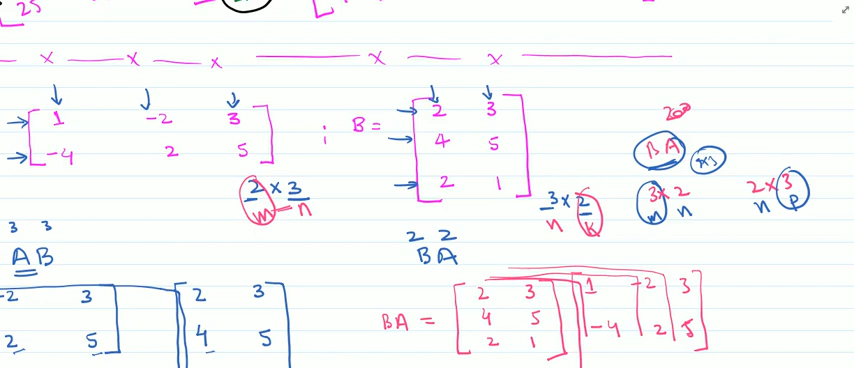 25
x x x x x
1 -2 3 ; B = 2 3
-4 2 5 4 5
2 1
BA
2 x 3 3 x 2 3 x 2 2 x 3
m = n n k m n n p
3 3 2 2
AB BA
-2 3 2 3 BA = 2 3 1 -2 3
2 5 4 5 4 5 -4 2 5
2 1